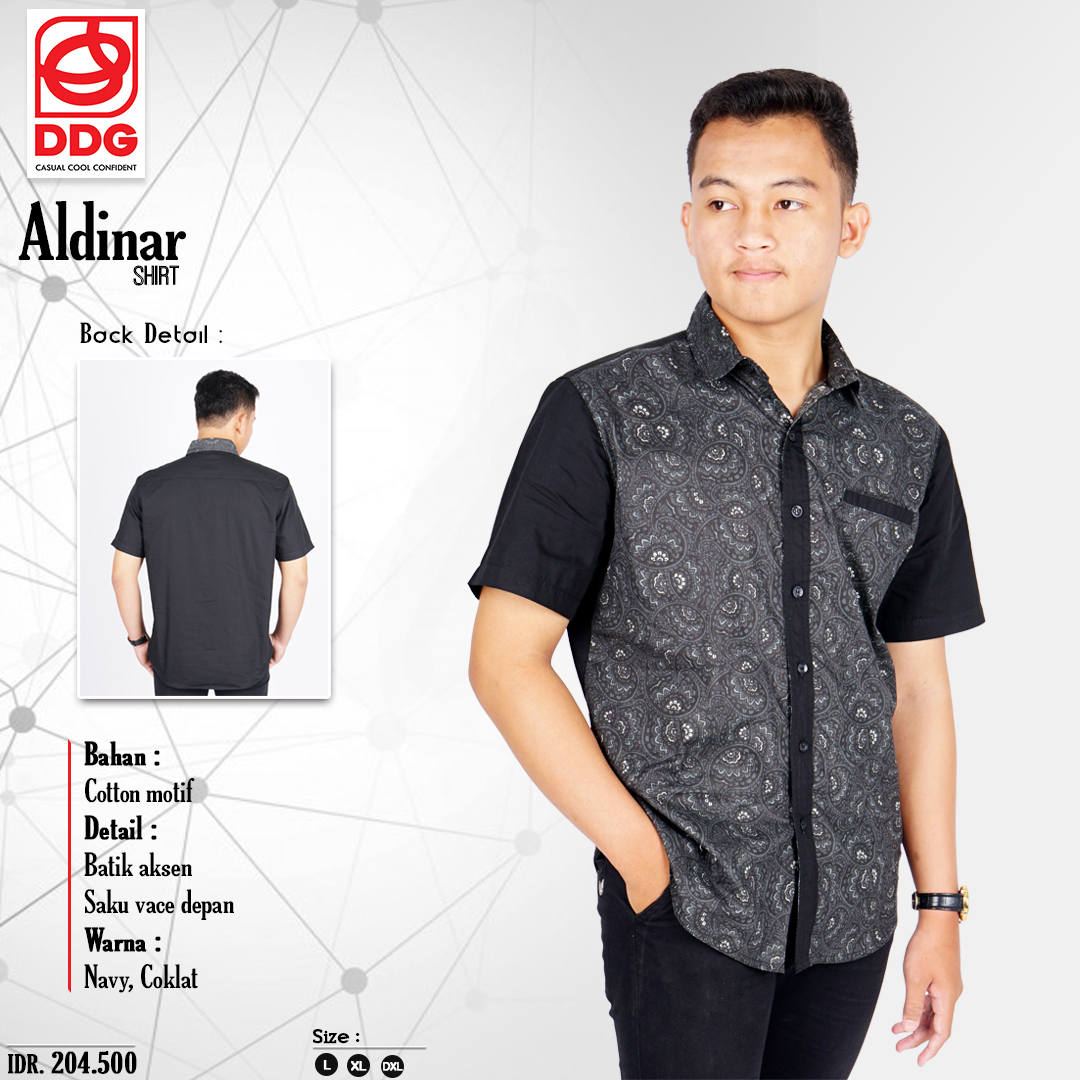 DDG
CASUAL COOL CONFIDENT
Aldinar
SHIRT
Back Detail :
Bahan :
Cotton motif
Detail :
Batik aksen
Saku vace depan
Warna :
Navy, Coklat
IDR. 204.500
Size :
L XL DXL